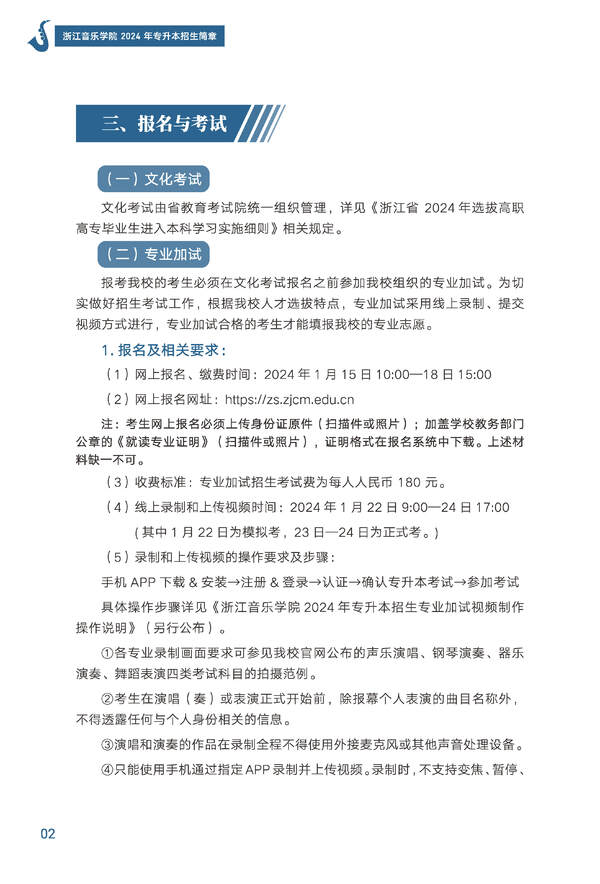 浙江音乐学院 2024 年专升本招生简章
三、报名与考试
（一）文化考试
文化考试由省教育考试院统一组织管理，详见《浙江省 2024 年选拔高职
高专毕业生进入本科学习实施细则》相关规定。
（二）专业加试
报考我校的考生必须在文化考试报名之前参加我校组织的专业加试。为切
实做好招生考试工作，根据我校人才选拔特点，专业加试采用线上录制、提交
视频方式进行，专业加试合格的考生才能填报我校的专业志愿。
1. 报名及相关要求：
（1）网上报名、缴费时间：2024 年 1 月 15 日 10:00—18 日 15:00
（2）网上报名网址：https://zs.zjcm.edu.cn
注：考生网上报名必须上传身份证原件（扫描件或照片）；加盖学校教务部门
公章的《就读专业证明》（扫描件或照片），证明格式在报名系统中下载。上述材
料缺一不可。
（3）收费标准：专业加试招生考试费为每人人民币 180 元。
（4）线上录制和上传视频时间：2024 年 1 月 22 日 9:00—24 日 17:00
(其中 1 月 22 日为模拟考，23 日—24 日为正式考。)
（5）录制和上传视频的操作要求及步骤：
手机 APP 下载 & 安装→注册 & 登录→认证→确认专升本考试→参加考试
具体操作步骤详见《浙江音乐学院 2024 年专升本招生专业加试视频制作
操作说明》（另行公布）。
①各专业录制画面要求可参见我校官网公布的声乐演唱、钢琴演奏、器乐
演奏、舞蹈表演四类考试科目的拍摄范例。
②考生在演唱（奏）或表演正式开始前，除报幕个人表演的曲目名称外，
不得透露任何与个人身份相关的信息。
③演唱和演奏的作品在录制全程不得使用外接麦克风或其他声音处理设备。
④只能使用手机通过指定 APP 录制并上传视频。录制时，不支持变焦、暂停、
02